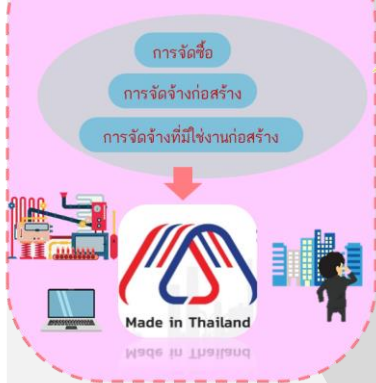 การจัดซื้อ
การจัดจ้างก่อสร้าง
การจัดจ้างที่มิใช่งานก่อสร้าง
Made in Thailand